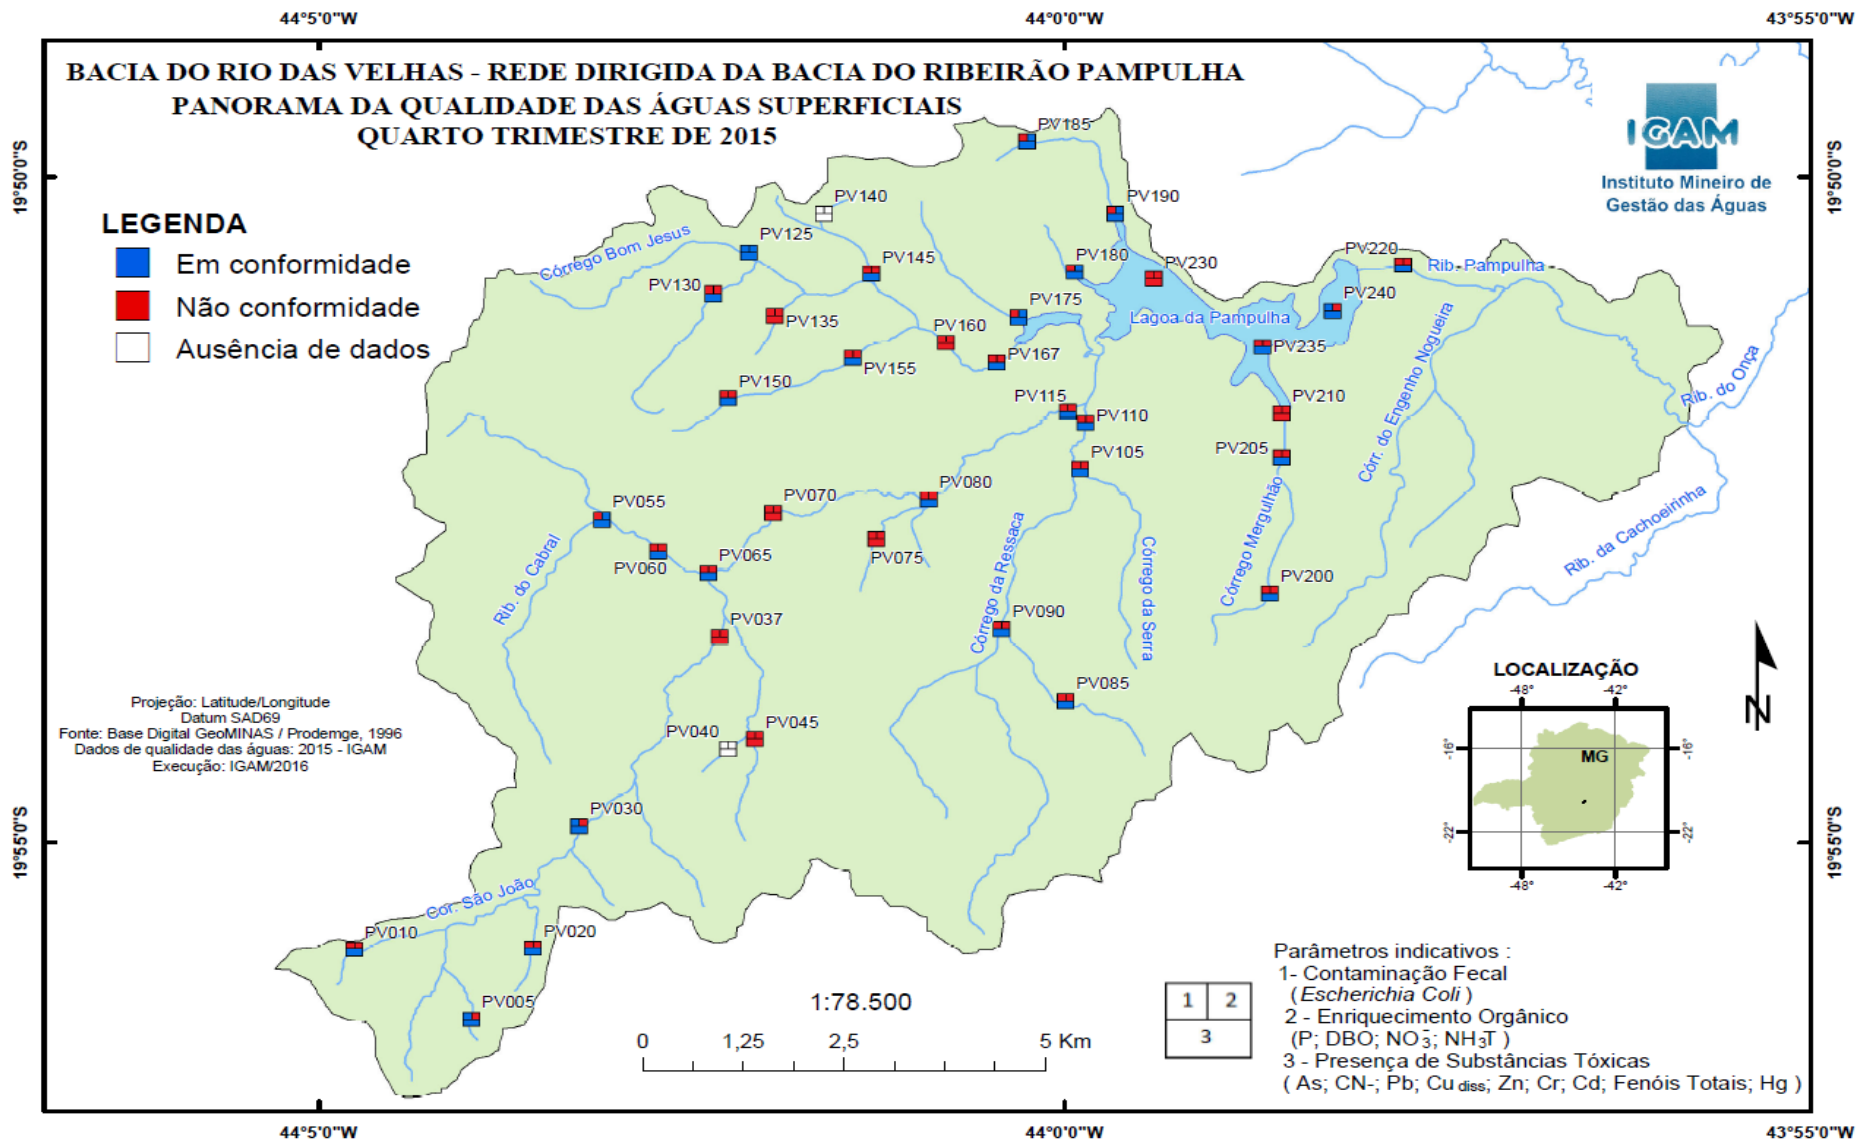 44°5'0"W
44°0'0"W
43°55'0"W
BACIA DO RIO DAS VELHAS - REDE DIRIGIDA DA BACIA DO RIBEIRÃO PAMPULHA
PANORAMA DA QUALIDADE DAS ÁGUAS SUPERFICIAIS
QUARTO TRIMESTRE DE 2015
IGAM
Instituto Mineiro de
Gestão das Águas
19°50'0"S
19°50'0"S
LEGENDA
Em conformidade
Não conformidade
Ausência de dados
PV185
PV140
PV190
PV125
Córrego Bom Jesus
PV145
PV180
PV230
PV220
Rib. Pampulha
PV130
PV240
PV175
Lagoa da Pampulha
PV135
PV160
PV235
PV167
PV155
PV150
PV115
PV110
PV210
Córr. do Engenho Nogueira
Rib. do Onça
PV105
PV205
PV080
PV070
PV055
PV075
PV065
PV060
Rib. do Cabral
Córrego da Ressaca
Córrego da Serra
Córrego Mergulhão
Rib. da Cachoeirinha
PV200
PV090
PV037
PV085
PV045
PV040
Projeção: Latitude/Longitude
Datum SAD69
Fonte: Base Digital GeoMINAS / Prodemge, 1996
Dados de qualidade das águas: 2015 - IGAM
Execução: IGAM/2016
N
LOCALIZAÇÃO
-48°
-42°
-16°
-16°
MG
-22°
-22°
-48°
-42°
PV030
19°55'0"S
19°55'0"S
Cor. São João
PV010
PV020
PV005
1:78.500
0 1,25 2,5 5 Km
1 2
3
Parâmetros indicativos :
1- Contaminação Fecal
(Escherichia Coli )
2 - Enriquecimento Orgânico
(P; DBO; NO₃⁻; NH₃T )
3 - Presença de Substâncias Tóxicas
( As; CN-; Pb; Cu diss; Zn; Cr; Cd; Fenóis Totais; Hg )
44°5'0"W
44°0'0"W
43°55'0"W